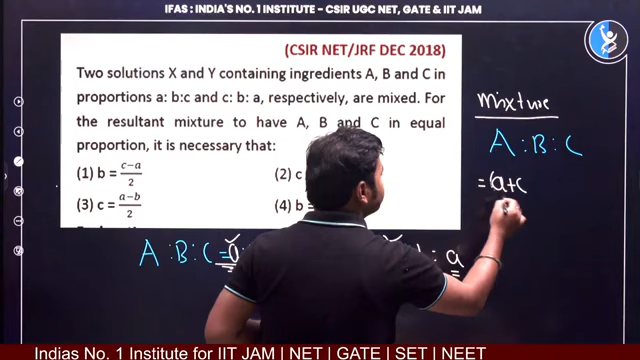 IFAS : INDIA'S NO. 1 INSTITUTE - CSIR UGC NET, GATE & IIT JAM
(CSIR NET/JRF DEC 2018)
Two solutions X and Y containing ingredients A, B and C in
proportions a: b:c and c: b: a, respectively, are mixed. For
the resultant mixture to have A, B and C in equal
proportion, it is necessary that:
(1) b = (c−a)/2
(2) c
(3) c = (a−b)/2
(4) b =
mixture
A : B : C
= (a+c
A : B : C =
: a
Indias No. 1 Institute for IIT JAM | NET | GATE | SET | NEET